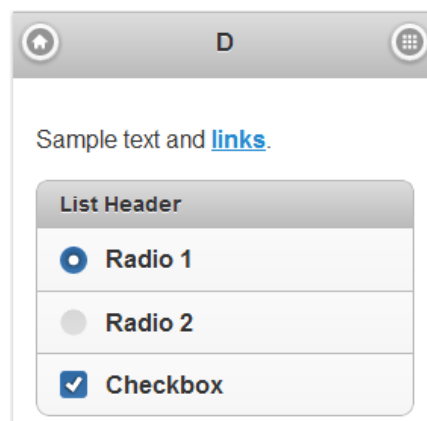 D
Sample text and links.
List Header
Radio 1
Radio 2
Checkbox